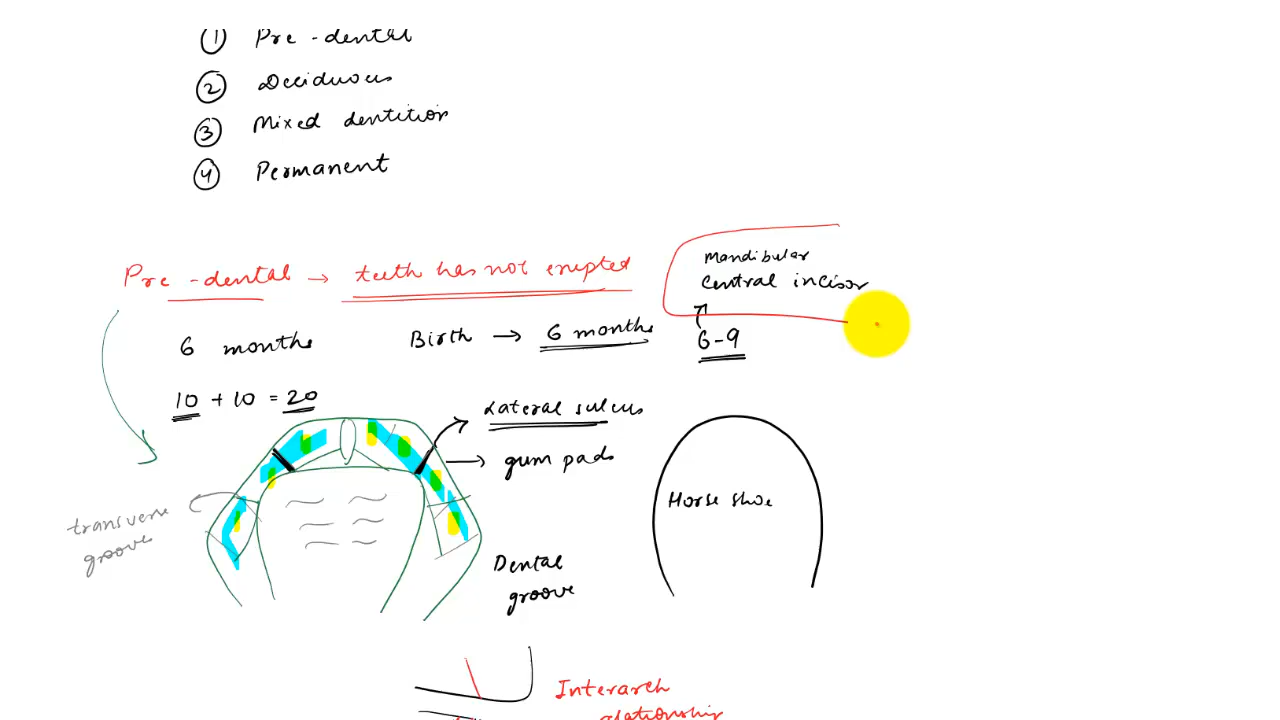 ① Pre-dental
② Deciduous
③ Mixed dentition
④ Permanent
Pre-dental → teeth has not erupted
Mandibular
central incisor
6 months
Birth → 6 months
6-9
10 + 10 = 20
Lateral sulcus
gum pads
Horse shoe
transverse
groove
Dental
groove
Interarch
relationship